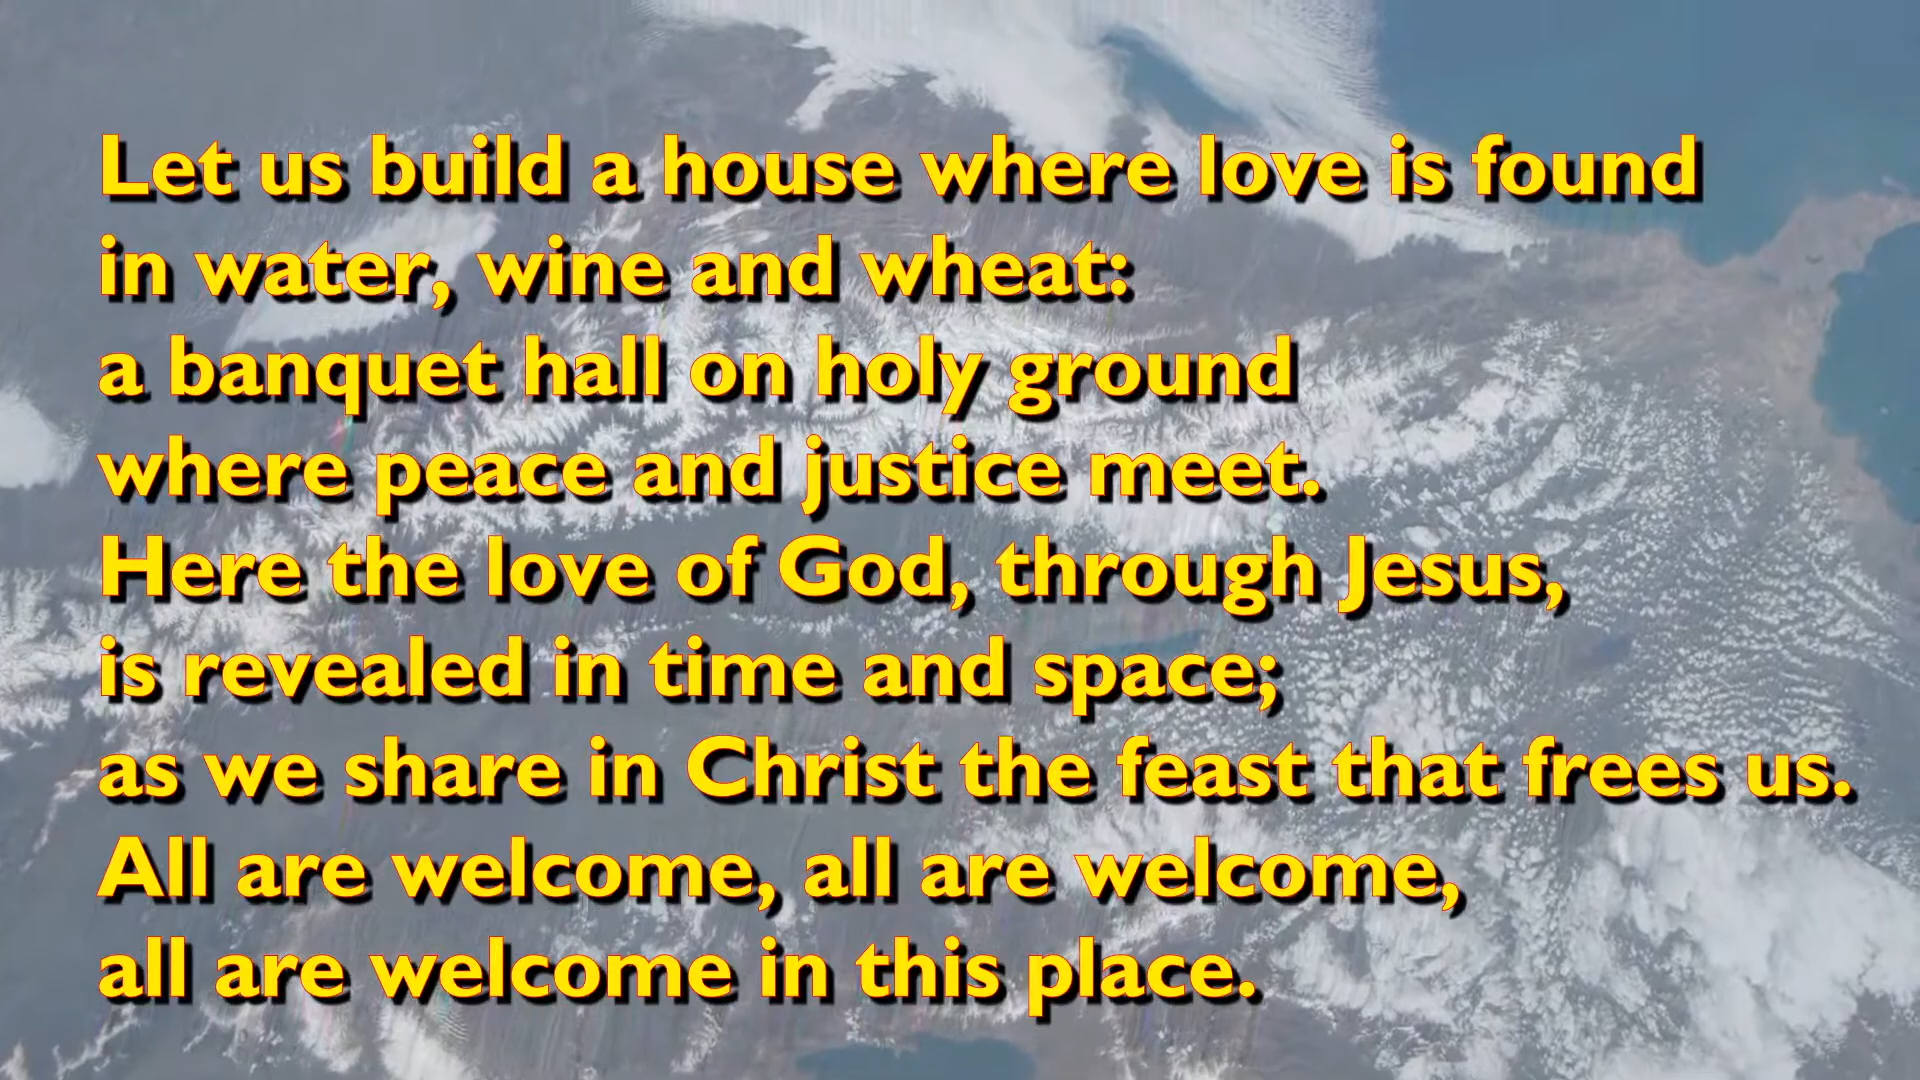 Let us build a house where love is found
in water, wine and wheat:
a banquet hall on holy ground
where peace and justice meet.
Here the love of God, through Jesus,
is revealed in time and space;
as we share in Christ the feast that frees us.
All are welcome, all are welcome,
all are welcome in this place.